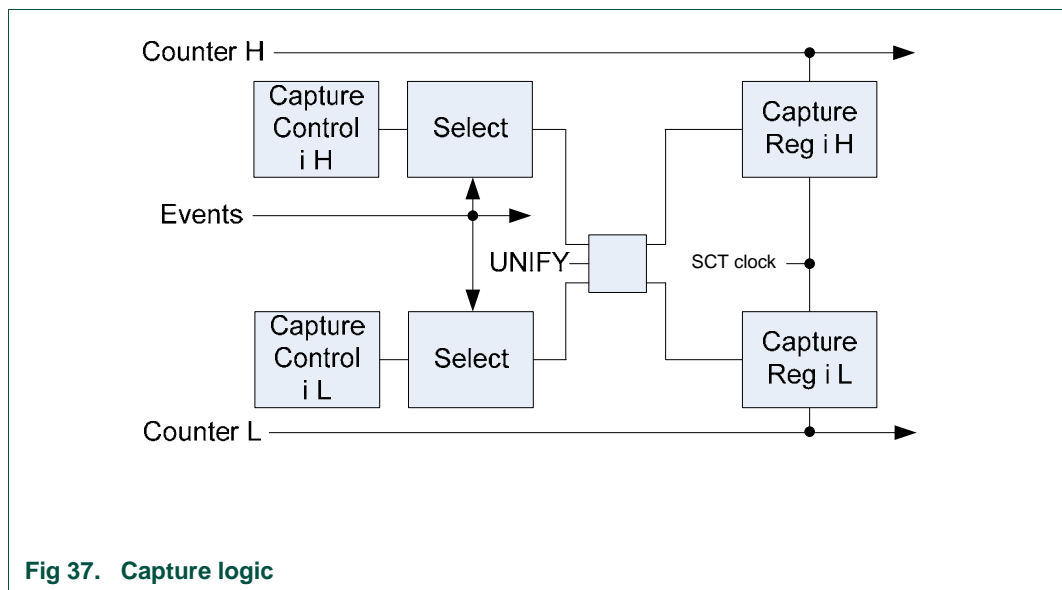 Counter H
Capture
Control
i H
Select
Capture
Reg i H
Events
UNIFY
SCT clock
Capture
Control
i L
Select
Capture
Reg i L
Counter L
Fig 37. Capture logic